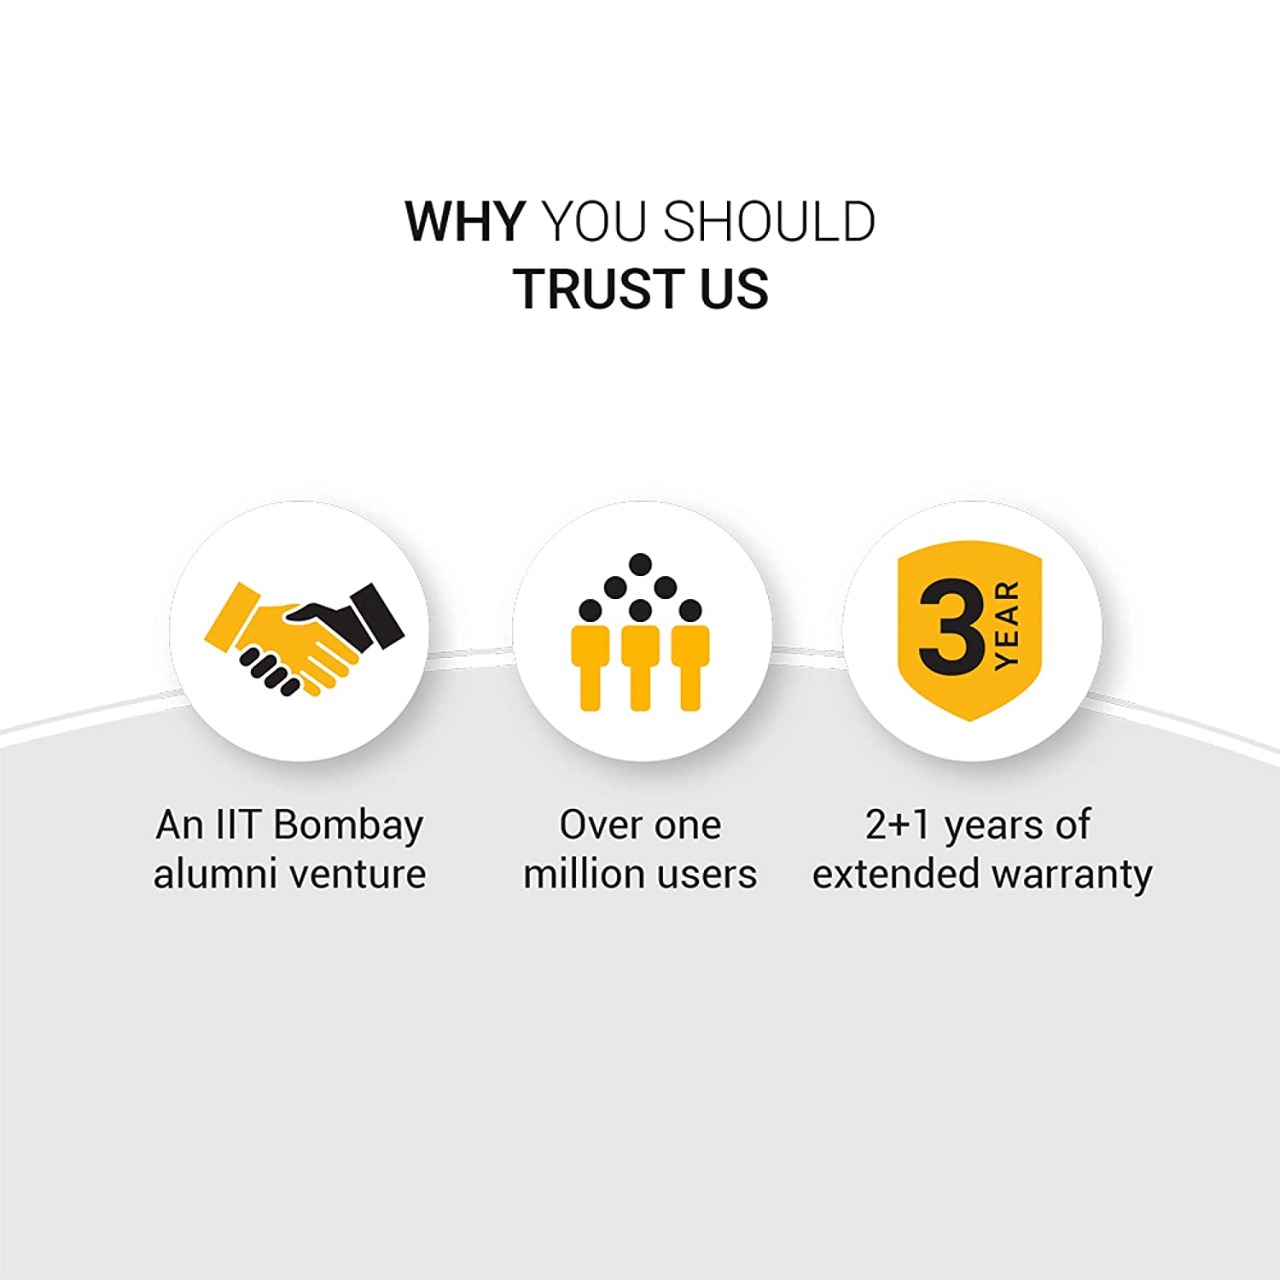 WHY YOU SHOULD
TRUST US
3 YEAR
An IIT Bombay
alumni venture
Over one
million users
2+1 years of
extended warranty